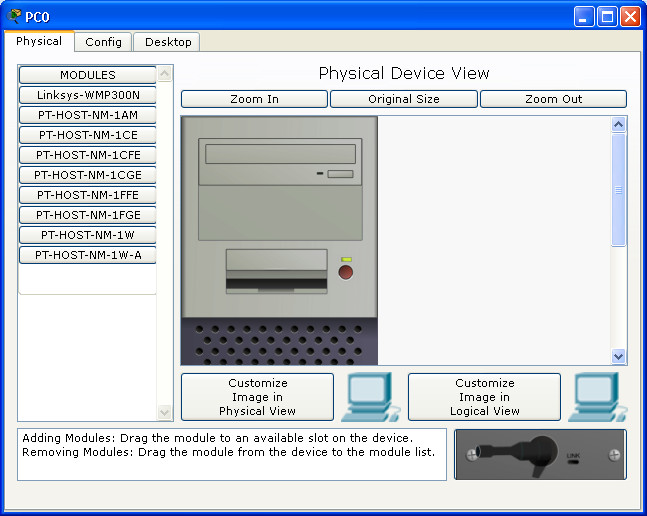 PC0
Physical
Config
Desktop
MODULES
Linksys-WMP300N
PT-HOST-NM-1AM
PT-HOST-NM-1CE
PT-HOST-NM-1CFE
PT-HOST-NM-1CGE
PT-HOST-NM-1FFE
PT-HOST-NM-1FGE
PT-HOST-NM-1W
PT-HOST-NM-1W-A
Physical Device View
Zoom In
Original Size
Zoom Out
Customize
Image in
Physical View
Customize
Image in
Logical View
Adding Modules: Drag the module to an available slot on the device.
Removing Modules: Drag the module from the device to the module list.
LINK